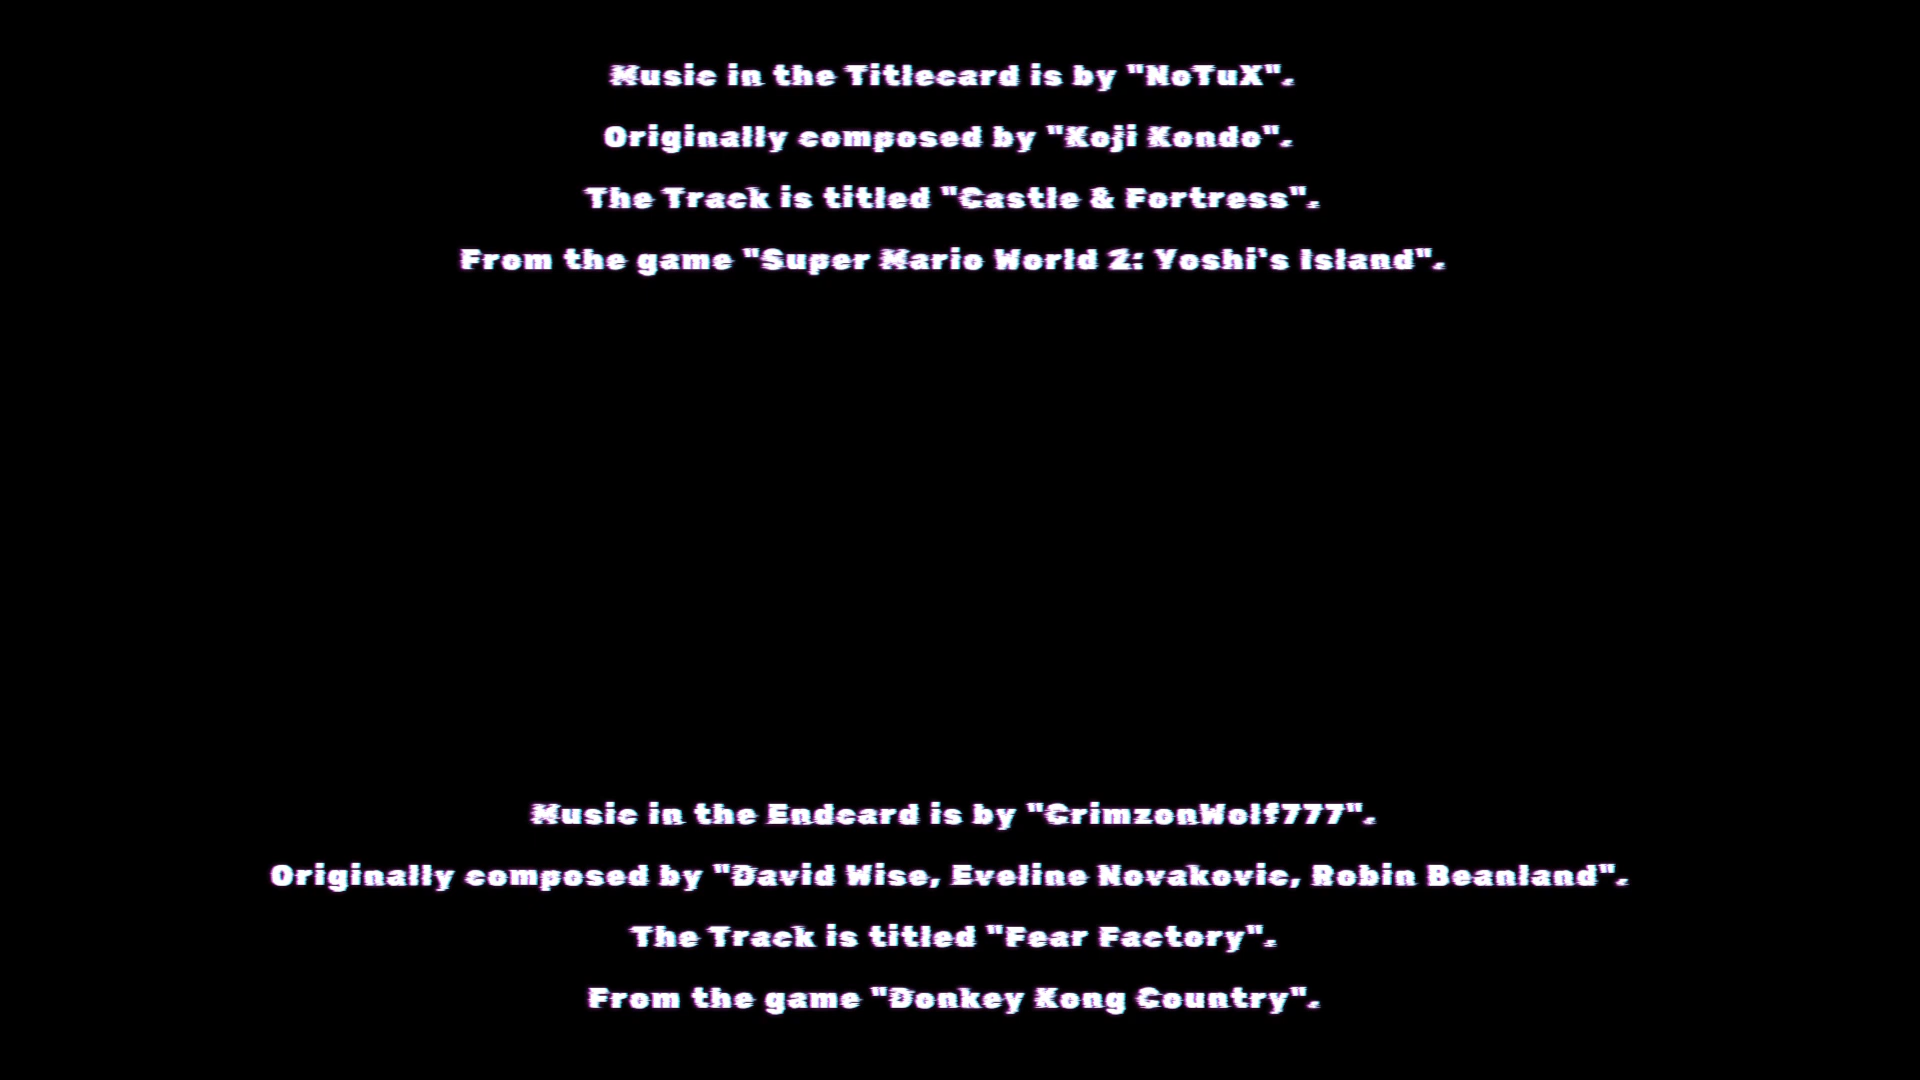 Music in the Titlecard is by "NoTuX".
Originally composed by "Koji Kondo".
The Track is titled "Castle & Fortress".
From the game "Super Mario World 2: Yoshi's Island".
Music in the Endcard is by "CrimzonWolf777".
Originally composed by "David Wise, Eveline Novakovic, Robin Beanland".
The Track is titled "Fear Factory".
From the game "Donkey Kong Country".